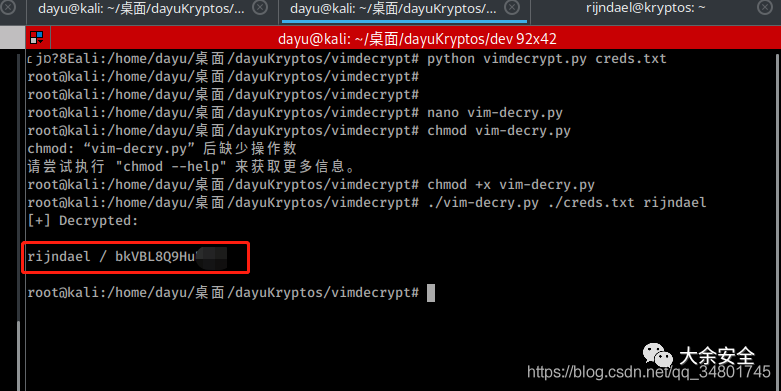 dayu@kali: ~/桌面/dayuKryptos/...
dayu@kali: ~/桌面/dayuKryptos/...
rijndael@kryptos: ~
dayu@kali: ~/桌面/dayuKryptos/dev 92x42
kali:/home/dayu/桌面/dayuKryptos/vimdecrypt# python vimdecrypt.py creds.txt
root@kali:/home/dayu/桌面/dayuKryptos/vimdecrypt#
root@kali:/home/dayu/桌面/dayuKryptos/vimdecrypt#
root@kali:/home/dayu/桌面/dayuKryptos/vimdecrypt# nano vim-decry.py
root@kali:/home/dayu/桌面/dayuKryptos/vimdecrypt# chmod vim-decry.py
chmod: “vim-decry.py” 后缺少操作数
请尝试执行 "chmod --help" 来获取更多信息。
root@kali:/home/dayu/桌面/dayuKryptos/vimdecrypt# chmod +x vim-decry.py
root@kali:/home/dayu/桌面/dayuKryptos/vimdecrypt# ./vim-decry.py ./creds.txt rijndael
[+] Decrypted:
rijndael / bkVBL8Q9Hu
root@kali:/home/dayu/桌面/dayuKryptos/vimdecrypt#
大余安全
https://blog.csdn.net/qq_34801745